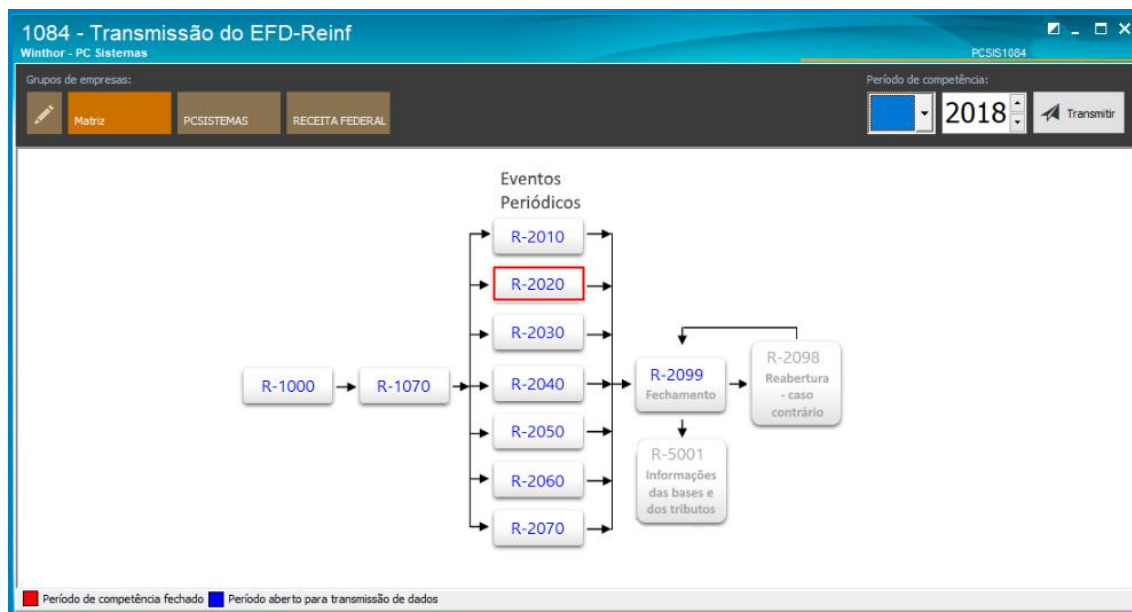 1084 - Transmissão do EFD-Reinf
Winthor - PC Sistemas
PCSIS1084
Grupos de empresas:
Período de competência:
Matriz
PCSISTEMAS
RECEITA FEDERAL
2018
Transmitir
Eventos
Periódicos
R-2010
R-2020
R-2030
R-1000
R-1070
R-2040
R-2050
R-2060
R-2070
R-2099
Fechamento
R-2098
Reabertura
- caso
contrário
R-5001
Informações
das bases e
dos tributos
Período de competência fechado
Período aberto para transmissão de dados